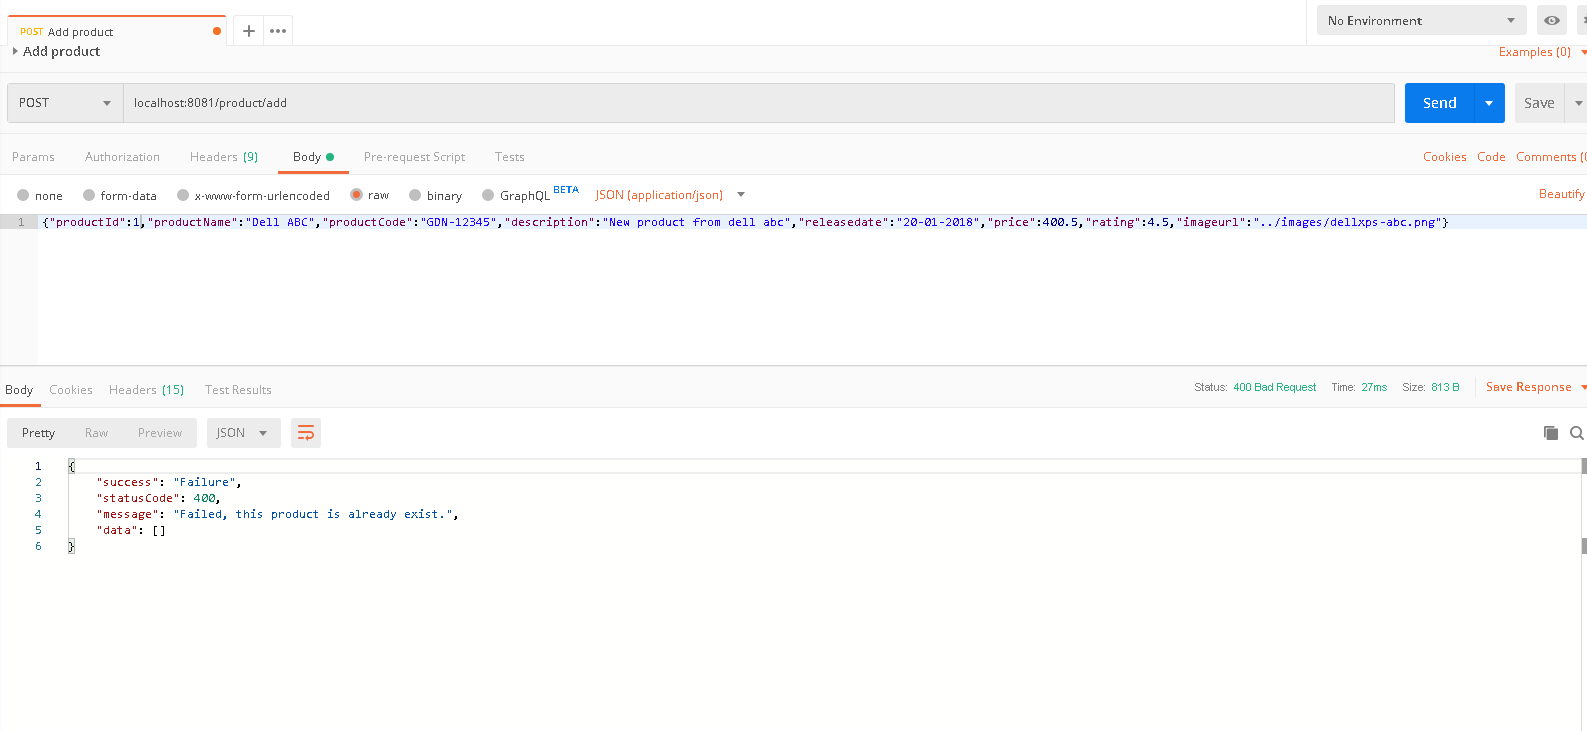 POST Add product
No Environment
Add product
Examples (0)
POST
localhost:8081/product/add
Send
Save
Params
Authorization
Headers (9)
Body
Pre-request Script
Tests
Cookies
Code
Comments (0
none
form-data
x-www-form-urlencoded
raw
binary
GraphQL BETA
JSON (application/json)
Beautify
1 {"productId":1,"productName":"Dell ABC","productCode":"GDN-12345","description":"New product from dell abc","releasedate":"20-01-2018","price":400.5,"rating":4.5,"imageurl":"../images/dellxps-abc.png"}
Body
Cookies
Headers (15)
Test Results
Status: 400 Bad Request
Time: 27ms
Size: 813 B
Save Response
Pretty
Raw
Preview
JSON
1 {
2 "success": "Failure",
3 "statusCode": 400,
4 "message": "Failed, this product is already exist.",
5 "data": []
6 }